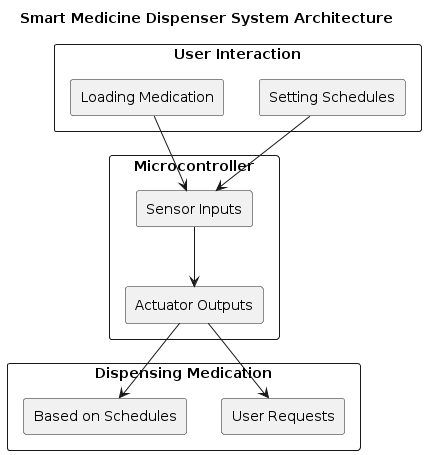 Smart Medicine Dispenser System Architecture
User Interaction
Loading Medication
Setting Schedules
Microcontroller
Sensor Inputs
Actuator Outputs
Dispensing Medication
Based on Schedules
User Requests